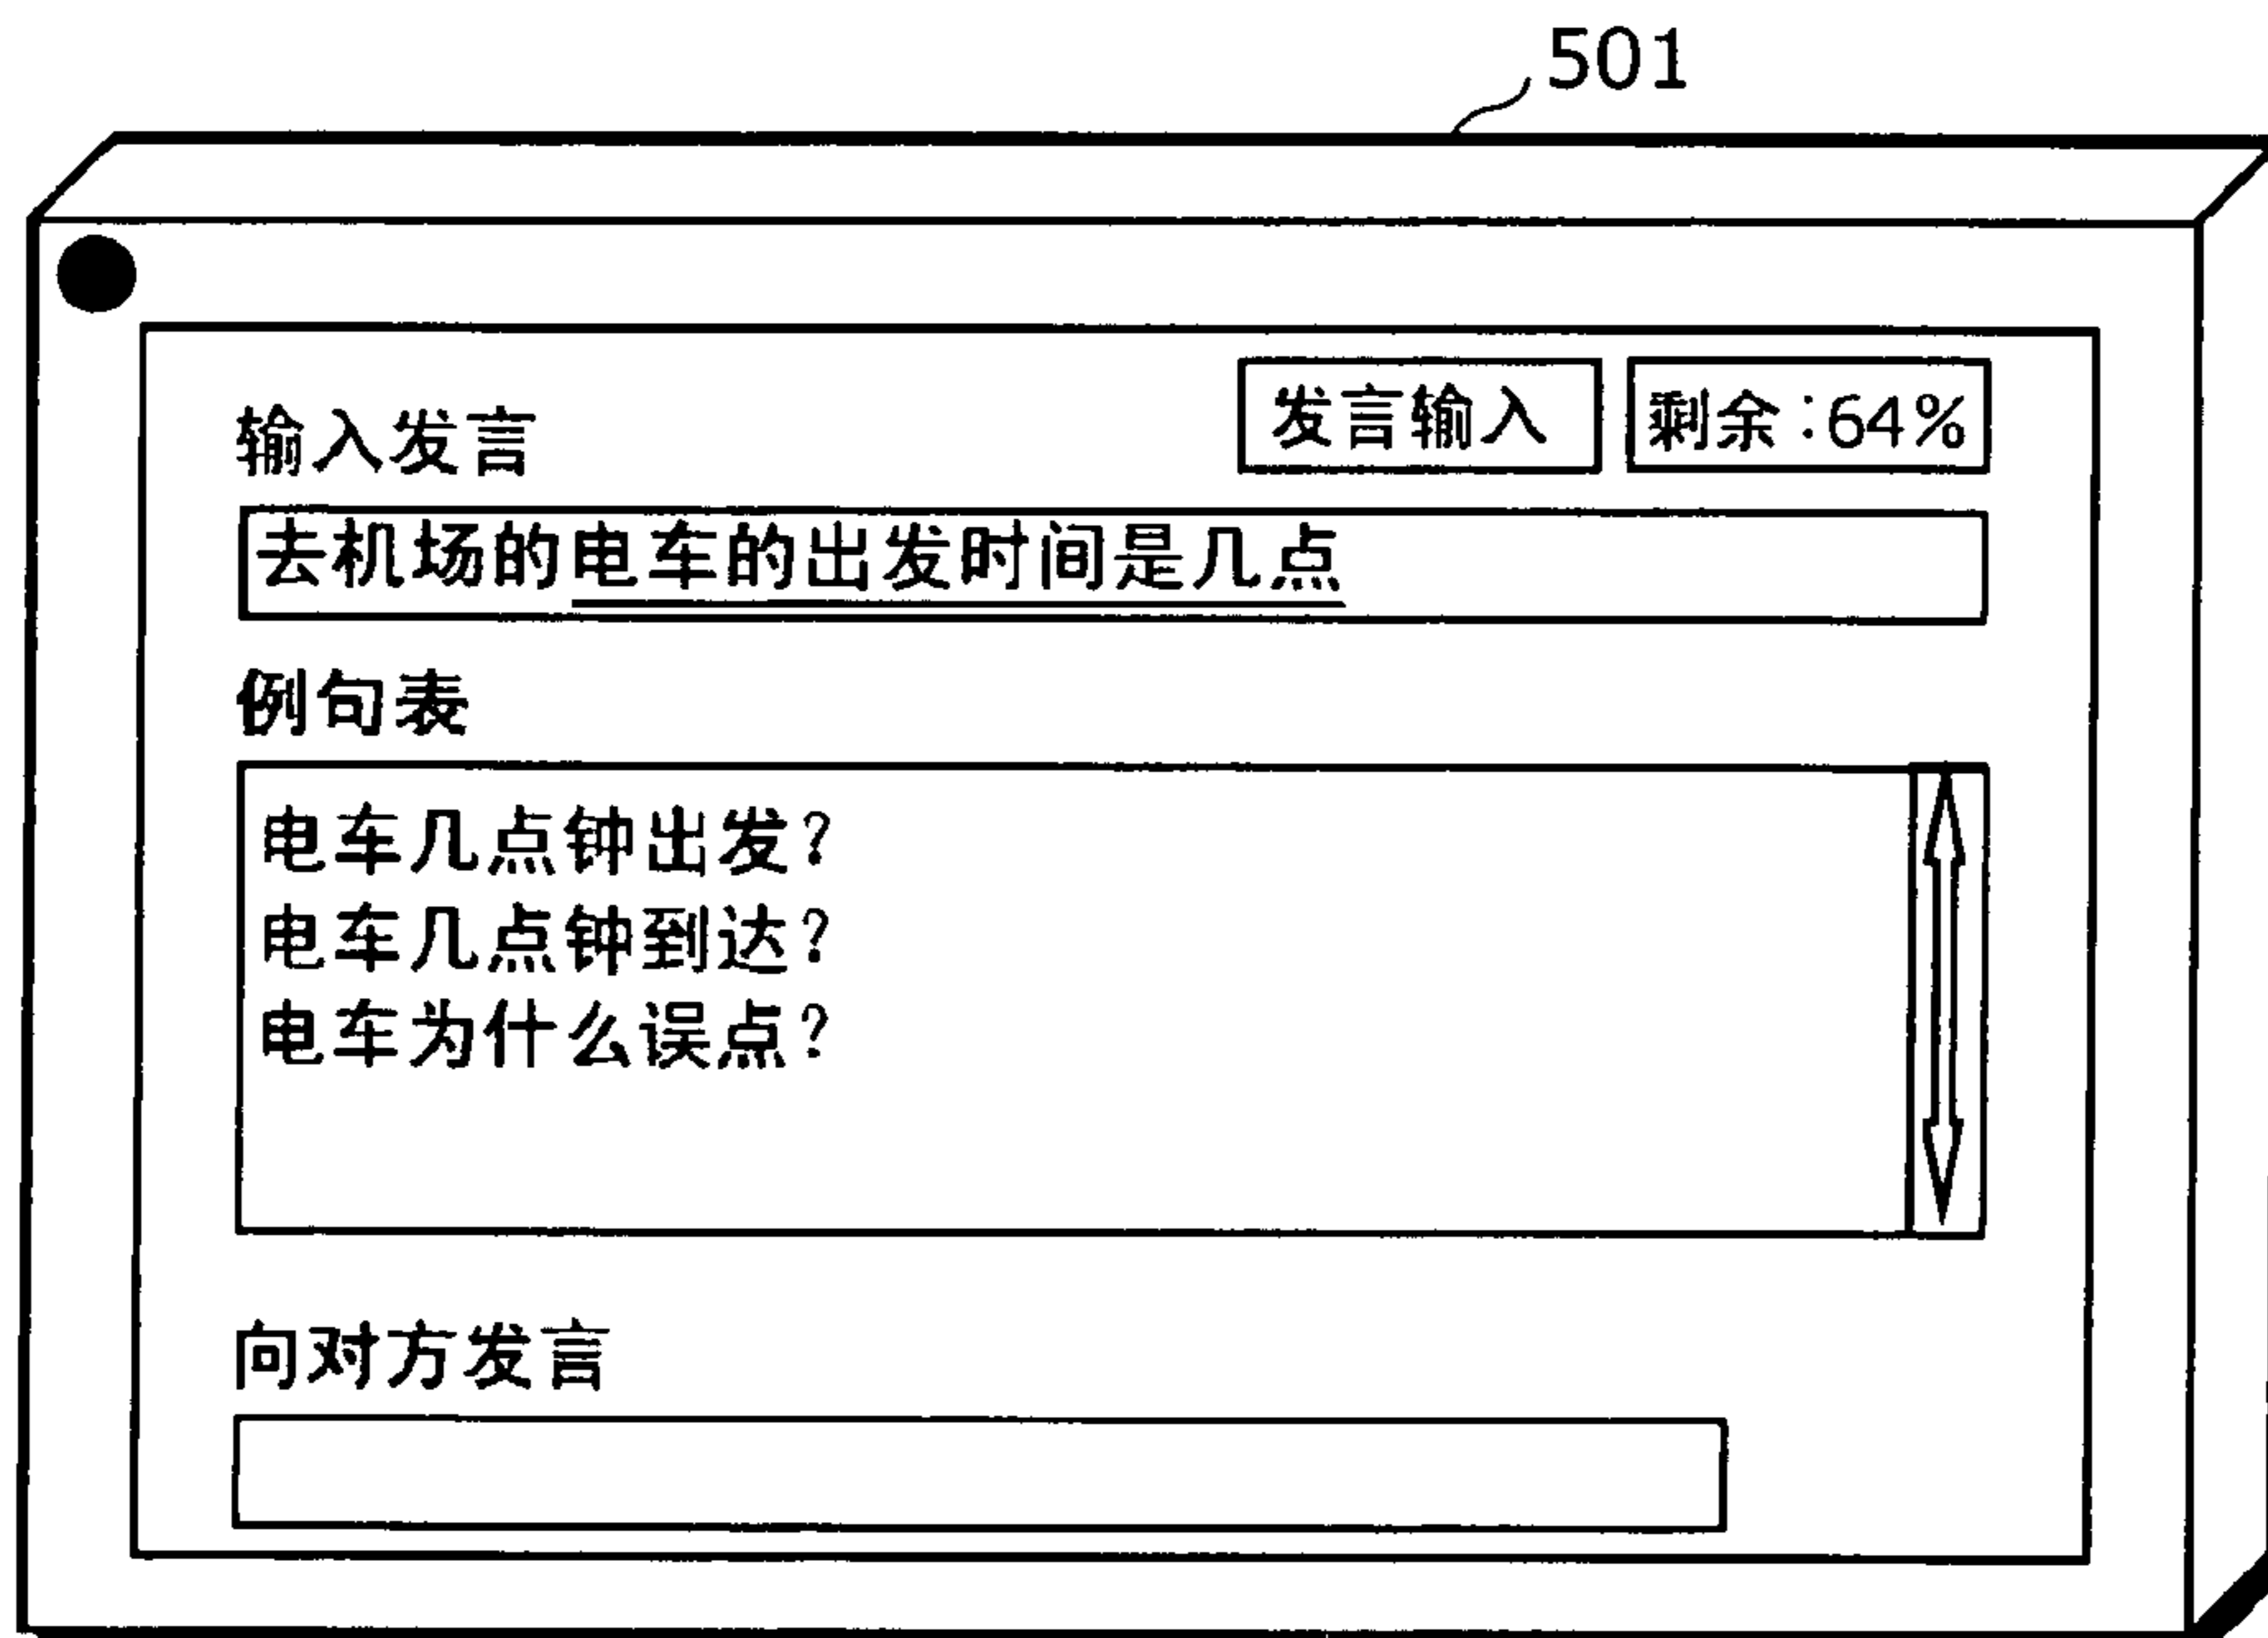 501
发言输入 剩余:64%
输入发言
去机场的电车的出发时间是几点
例句表
电车几点钟出发?
电车几点钟到达?
电车为什么误点?
向对方发言